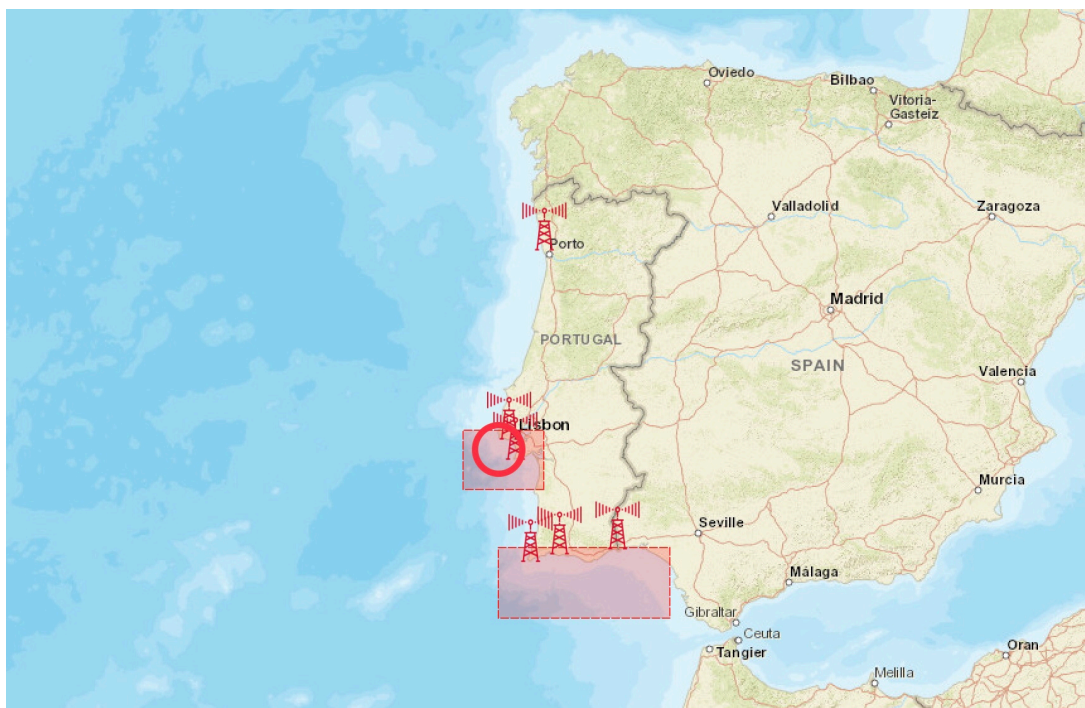 Oviedo
Bilbao
Vitoria-
Gasteiz
Valladolid
Zaragoza
Porto
Madrid
PORTUGAL
SPAIN
Valencia
Lisbon
Murcia
Seville
Málaga
Gibraltar
Ceuta
Tangier
Oran
Melilla